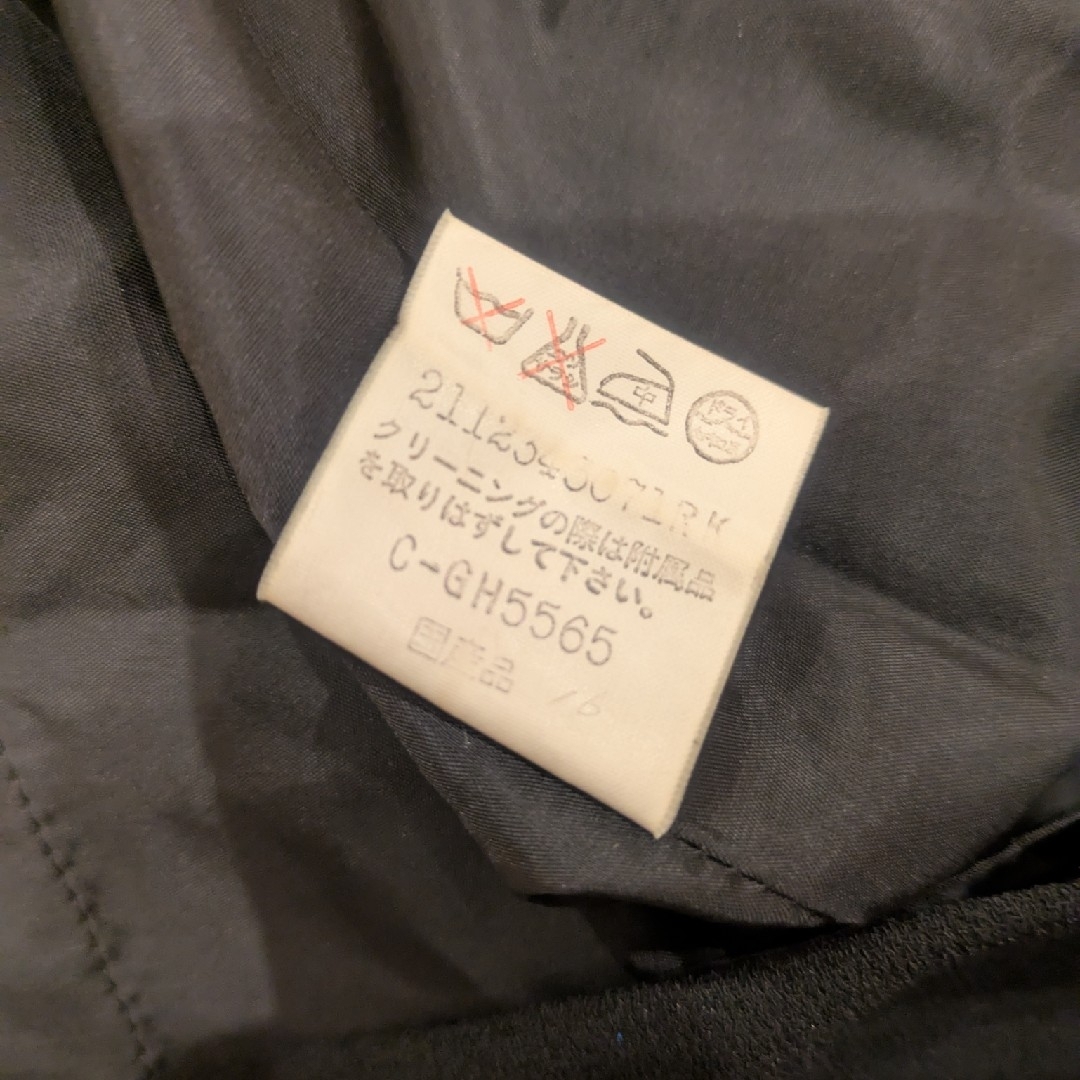 中
ドライ
クリーニングの際は附属品
を取りはずして下さい。
C-GH5565
国産品